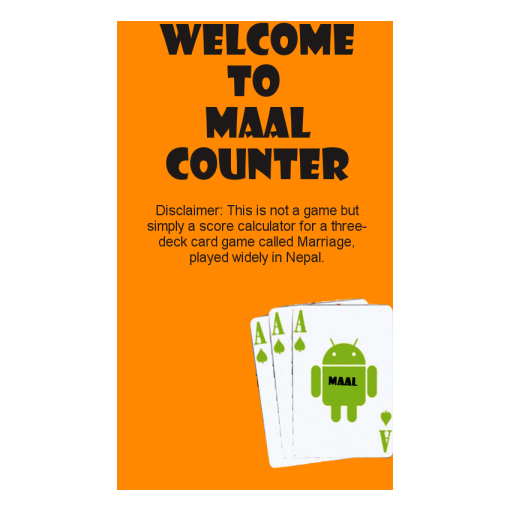 WELCOME
TO
MAAL
COUNTER
Disclaimer: This is not a game but
simply a score calculator for a three-
deck card game called Marriage,
played widely in Nepal.
A A A
MAAL
A